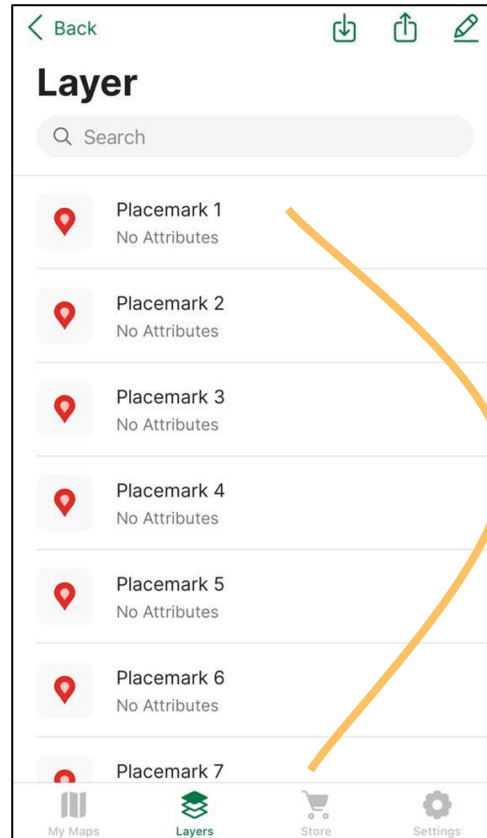 Back
Layer
Search
Placemark 1
No Attributes
Placemark 2
No Attributes
Placemark 3
No Attributes
Placemark 4
No Attributes
Placemark 5
No Attributes
Placemark 6
No Attributes
Placemark 7
My Maps Layers Store Settings